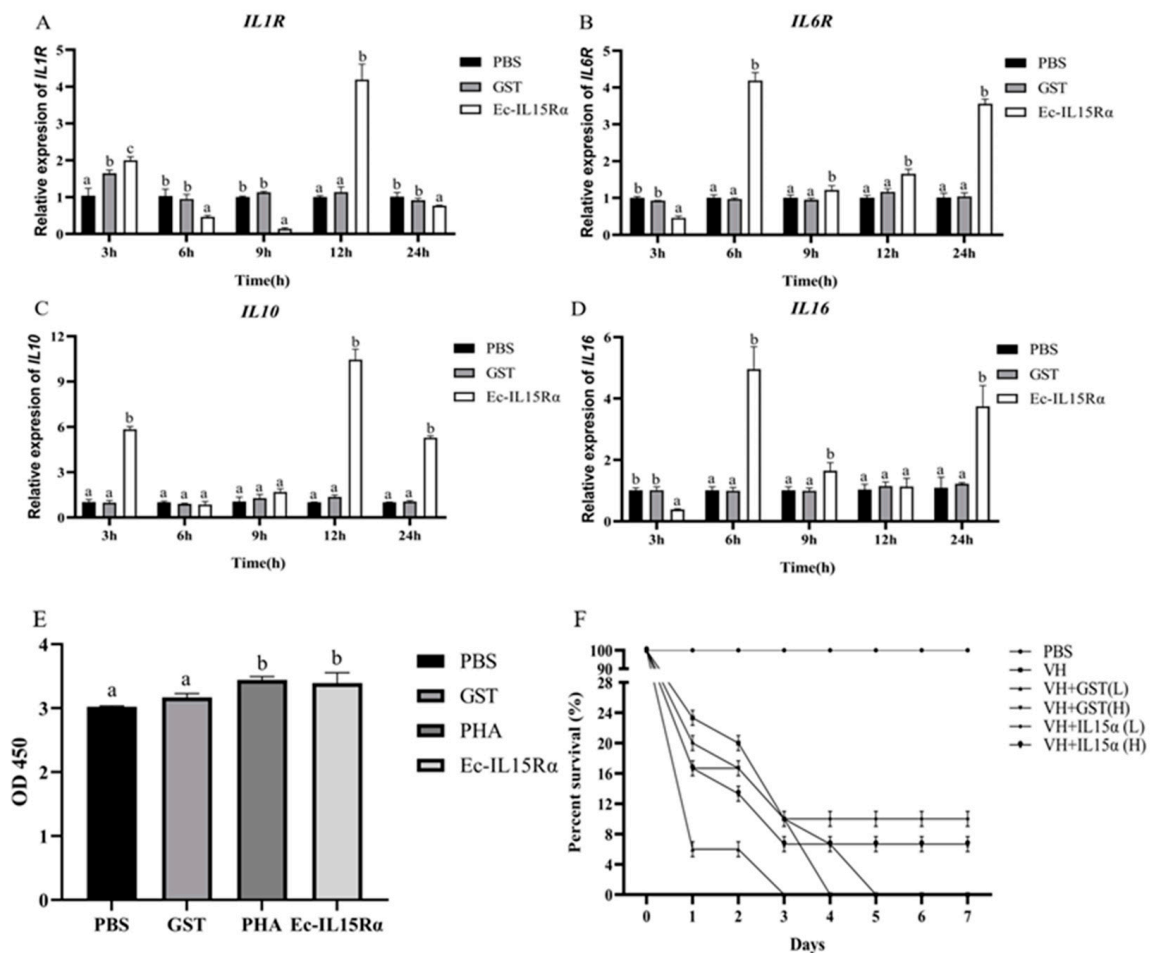 A
IL1R
Relative expresion of IL1R
5
4
3
2
1
0
a b c
b b a
b b a
a a b
b b a
3h 6h 9h 12h 24h
Time(h)
PBS
GST
Ec-IL15Rα
B
IL6R
Relative expresion of IL6R
5
4
3
2
1
0
b b a
a a b
a a b
a a b
a a b
3h 6h 9h 12h 24h
Time(h)
PBS
GST
Ec-IL15Rα
C
IL10
Relative expresion of IL10
12
9
6
3
0
a a b
a a a
a a a
a a b
a a b
3h 6h 9h 12h 24h
Time(h)
PBS
GST
Ec-IL15Rα
D
IL16
Relative expresion of IL16
6
4
2
0
b b a
a a b
a a b
a a a
a a b
3h 6h 9h 12h 24h
Time(h)
PBS
GST
Ec-IL15Rα
E
OD 450
4
3
2
1
0
a a b b
PBS GST PHA Ec-IL15Rα
PBS
GST
PHA
Ec-IL15Rα
F
Percent survival (%)
100
90
28
24
20
16
12
8
4
0
0 1 2 3 4 5 6 7
Days
PBS
VH
VH+GST(L)
VH+GST(H)
VH+IL15α (L)
VH+IL15α (H)